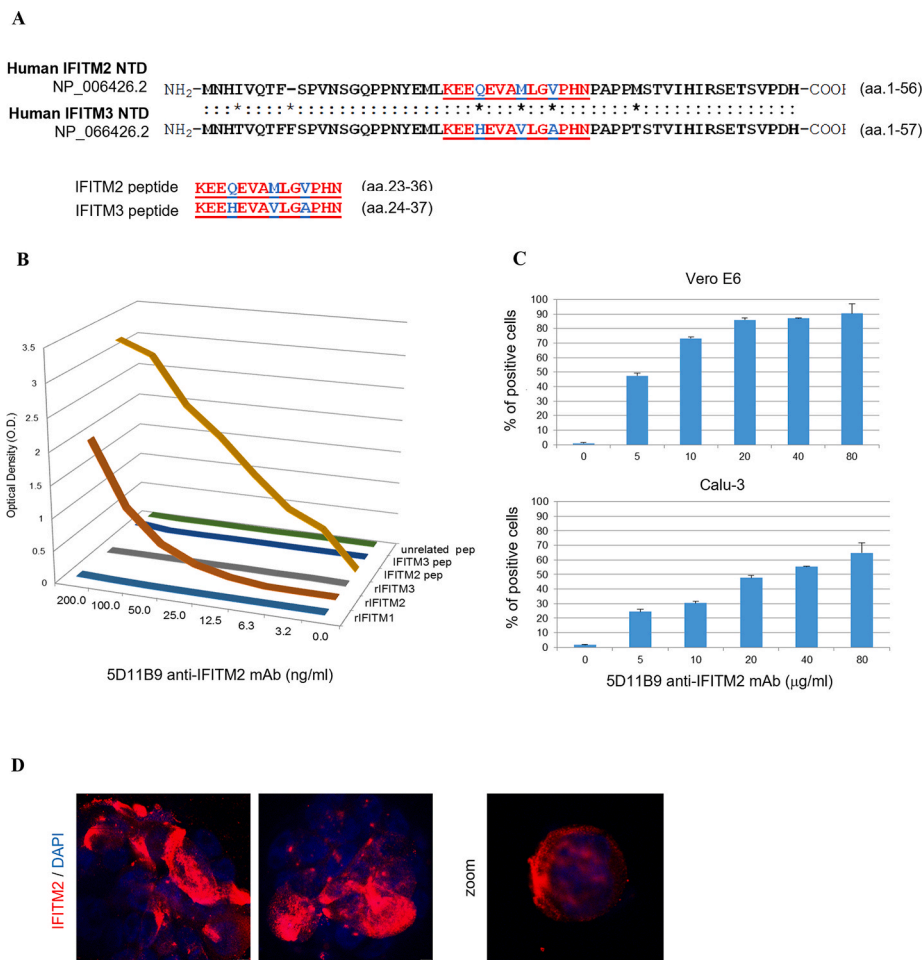 A
Human IFITM2 NTD
NP_006426.2
NH₂-MNHIVQTF-SPVNSGQPPNYEMLKEEQEVAMLGVPHNPAPPMSTVIHIRSETSVPDH-COOH (aa.1-56)
:::*::::*:::::::::::::::::*:::*::*:::::::*:::::::::::::::
Human IFITM3 NTD
NP_066426.2
NH₂-MNHTVQTFFSPVNSGQPPNYEMLKEEHEVAVLGAPHNPAPPTSTVIHIRSETSVPDH-COOH (aa.1-57)
IFITM2 peptide KEEQEVAMLGVPHN (aa.23-36)
IFITM3 peptide KEEHEVAVLGAPHN (aa.24-37)
B
Optical Density (O.D.)
3.5
3
2.5
2
1.5
1
0.5
0
200.0 100.0 50.0 25.0 12.5 6.3 3.2 0.0
unrelated pep
IFITM3 pep
IFITM2 pep
rIFITM3
rIFITM2
rIFITM1
5D11B9 anti-IFITM2 mAb (ng/ml)
C
Vero E6
% of positive cells
100
90
80
70
60
50
40
30
20
10
0
0 5 10 20 40 80
Calu-3
% of positive cells
100
90
80
70
60
50
40
30
20
10
0
0 5 10 20 40 80
5D11B9 anti-IFITM2 mAb (µg/ml)
D
IFITM2 / DAPI
zoom